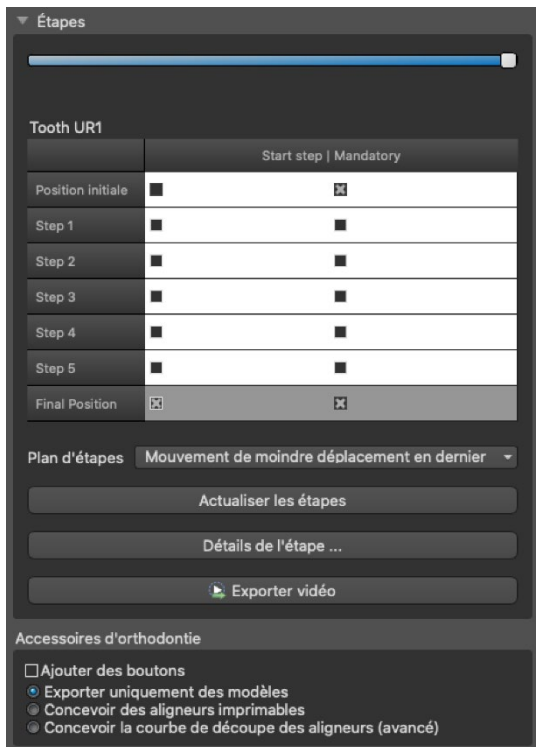 Étapes
Tooth UR1
Start step | Mandatory
Position initiale
Step 1
Step 2
Step 3
Step 4
Step 5
Final Position
Plan d'étapes Mouvement de moindre déplacement en dernier
Actualiser les étapes
Détails de l'étape ...
Exporter vidéo
Accessoires d'orthodontie
Ajouter des boutons
Exporter uniquement des modèles
Concevoir des aligneurs imprimables
Concevoir la courbe de découpe des aligneurs (avancé)